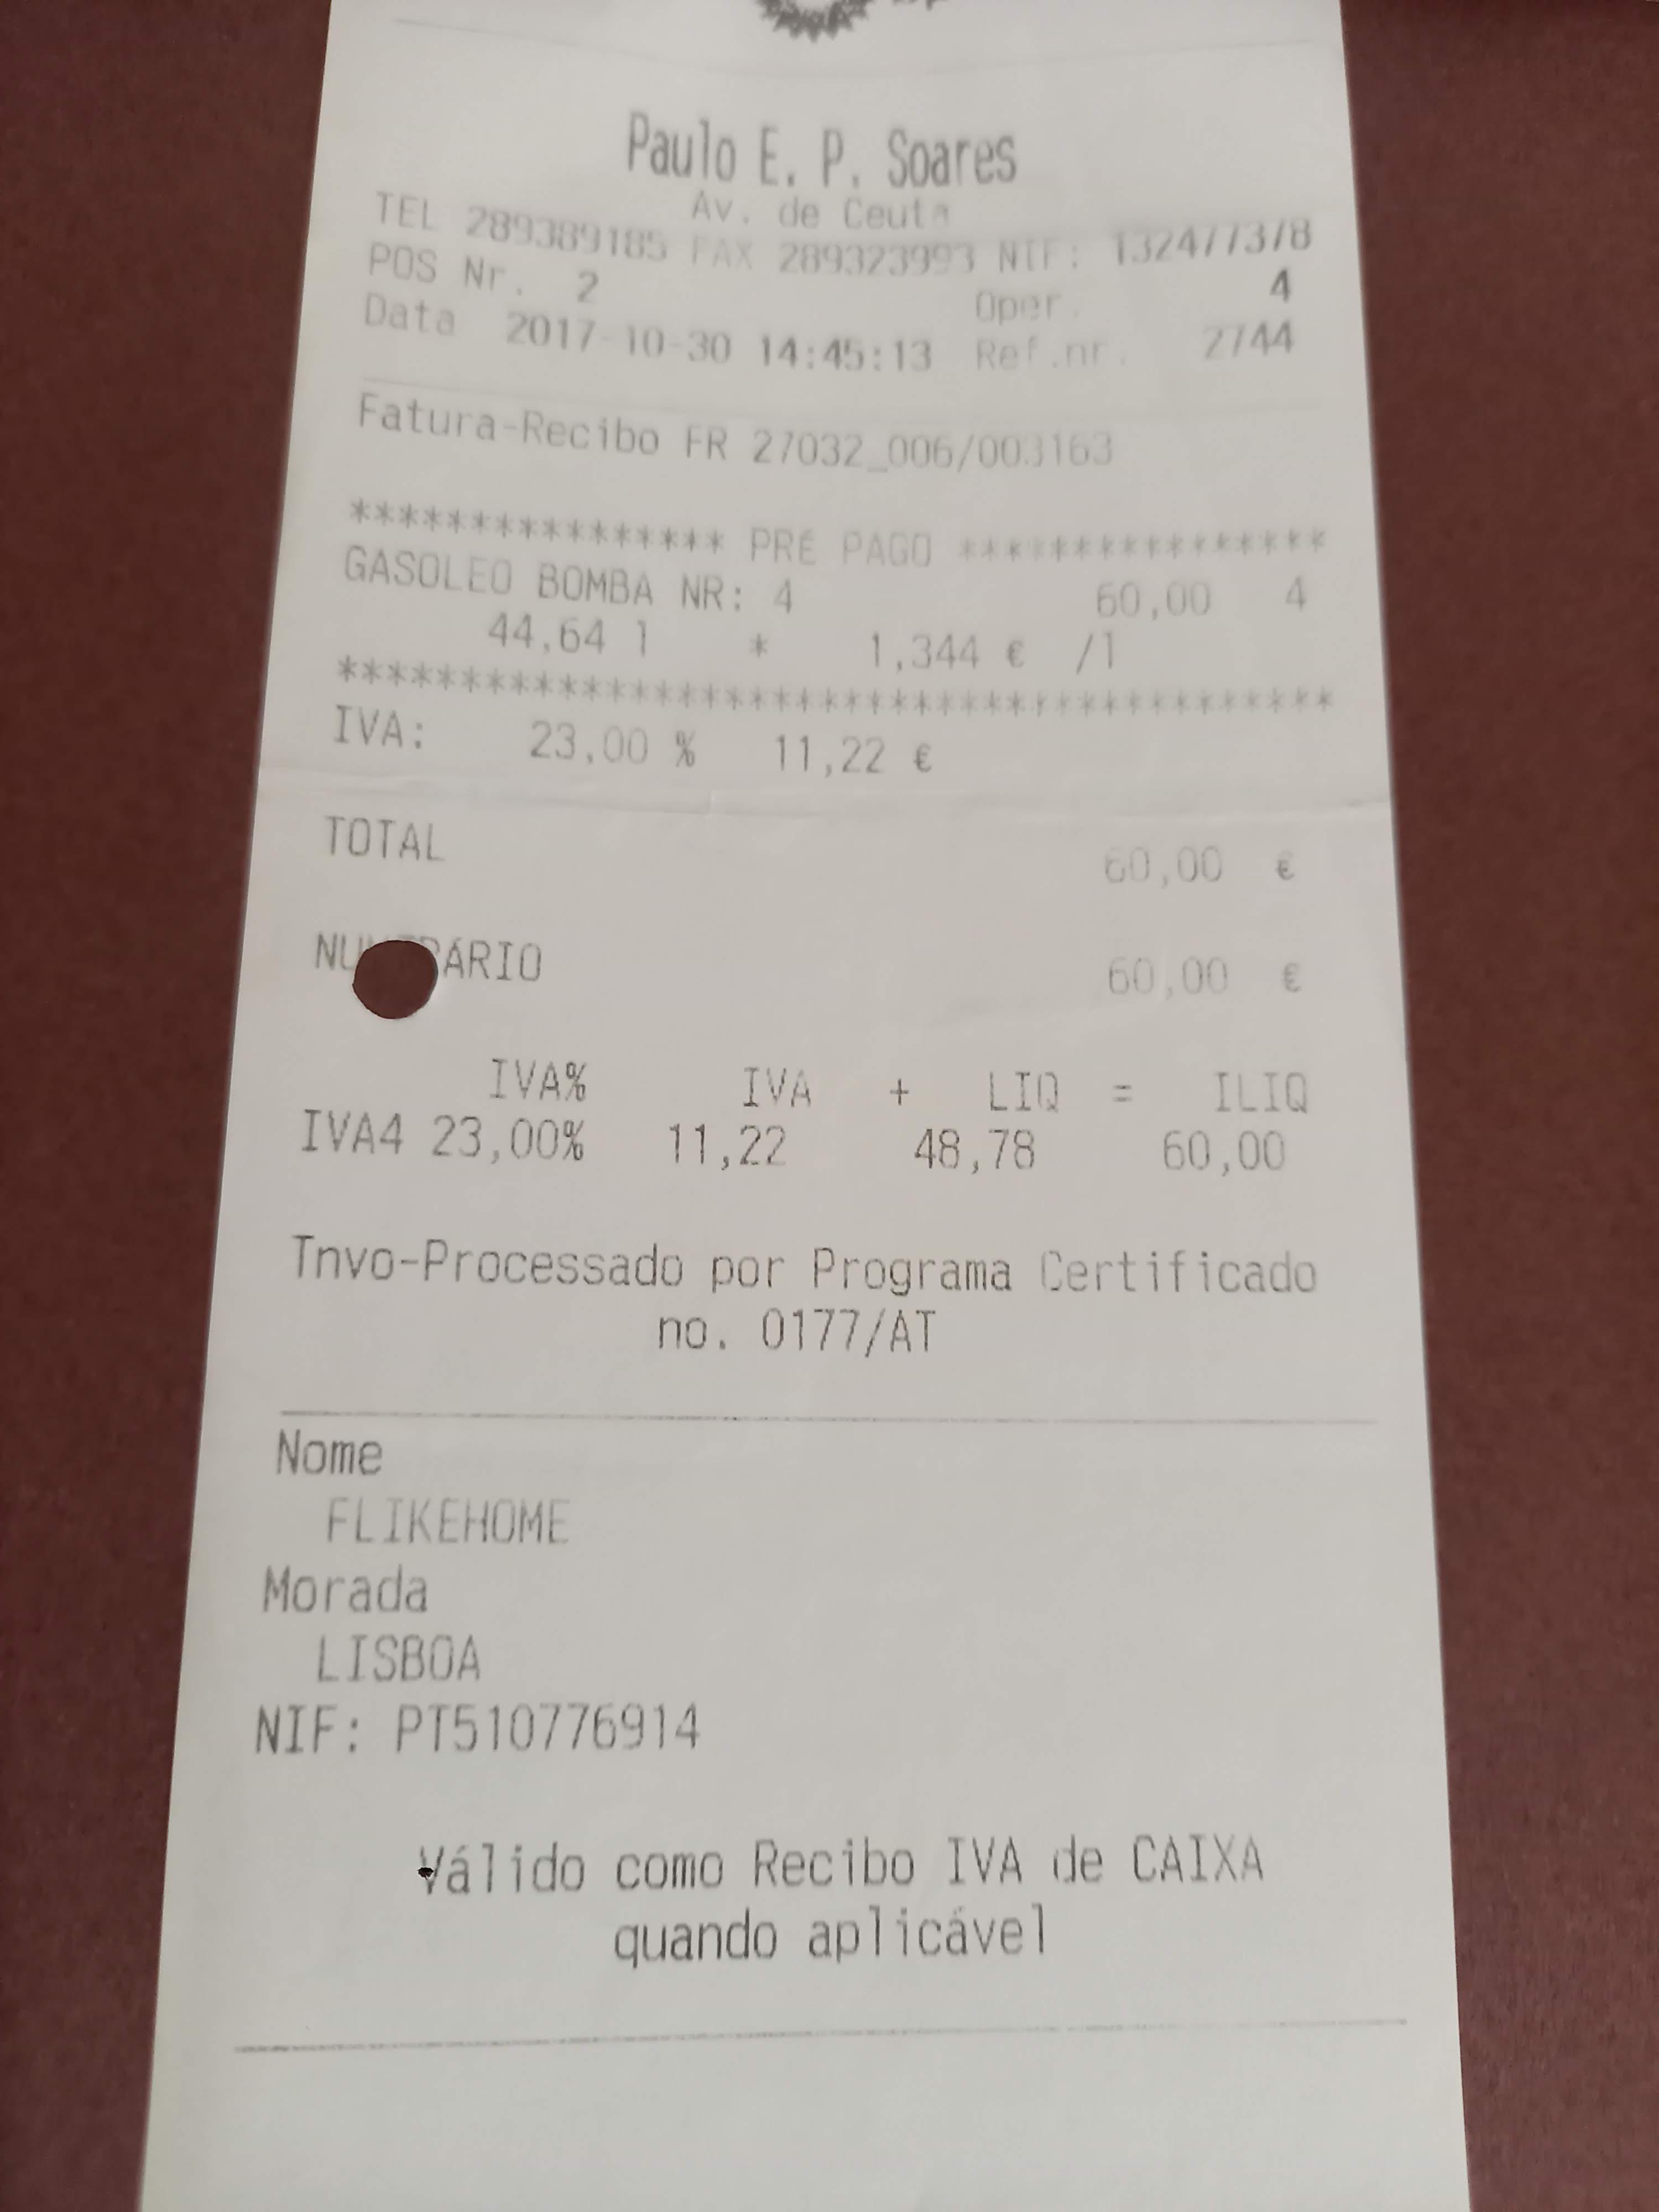 Paulo E. P. Soares
Av. de Ceuta
TEL 289389185 FAX 289323993 NIF: 132477378
POS Nr. 2 Oper. 4
Data 2017-10-30 14:45:13 Ref.nr. 2744
Fatura-Recibo FR 27032_006/003163
**************** PRE PAGO ****************
GASOLEO BOMBA NR: 4 60,00 4
44,64 l * 1,344 € /l
******************************************
IVA: 23,00 % 11,22 €
TOTAL 60,00 €
60,00 €
IVA% IVA + LIQ = ILIQ
IVA4 23,00% 11,22 48,78 60,00
Tnvo-Processado por Programa Certificado
no. 0177/AT
Nome
FLIKEHOME
Morada
LISBOA
NIF: PT510776914
Válido como Recibo IVA de CAIXA
quando aplicável